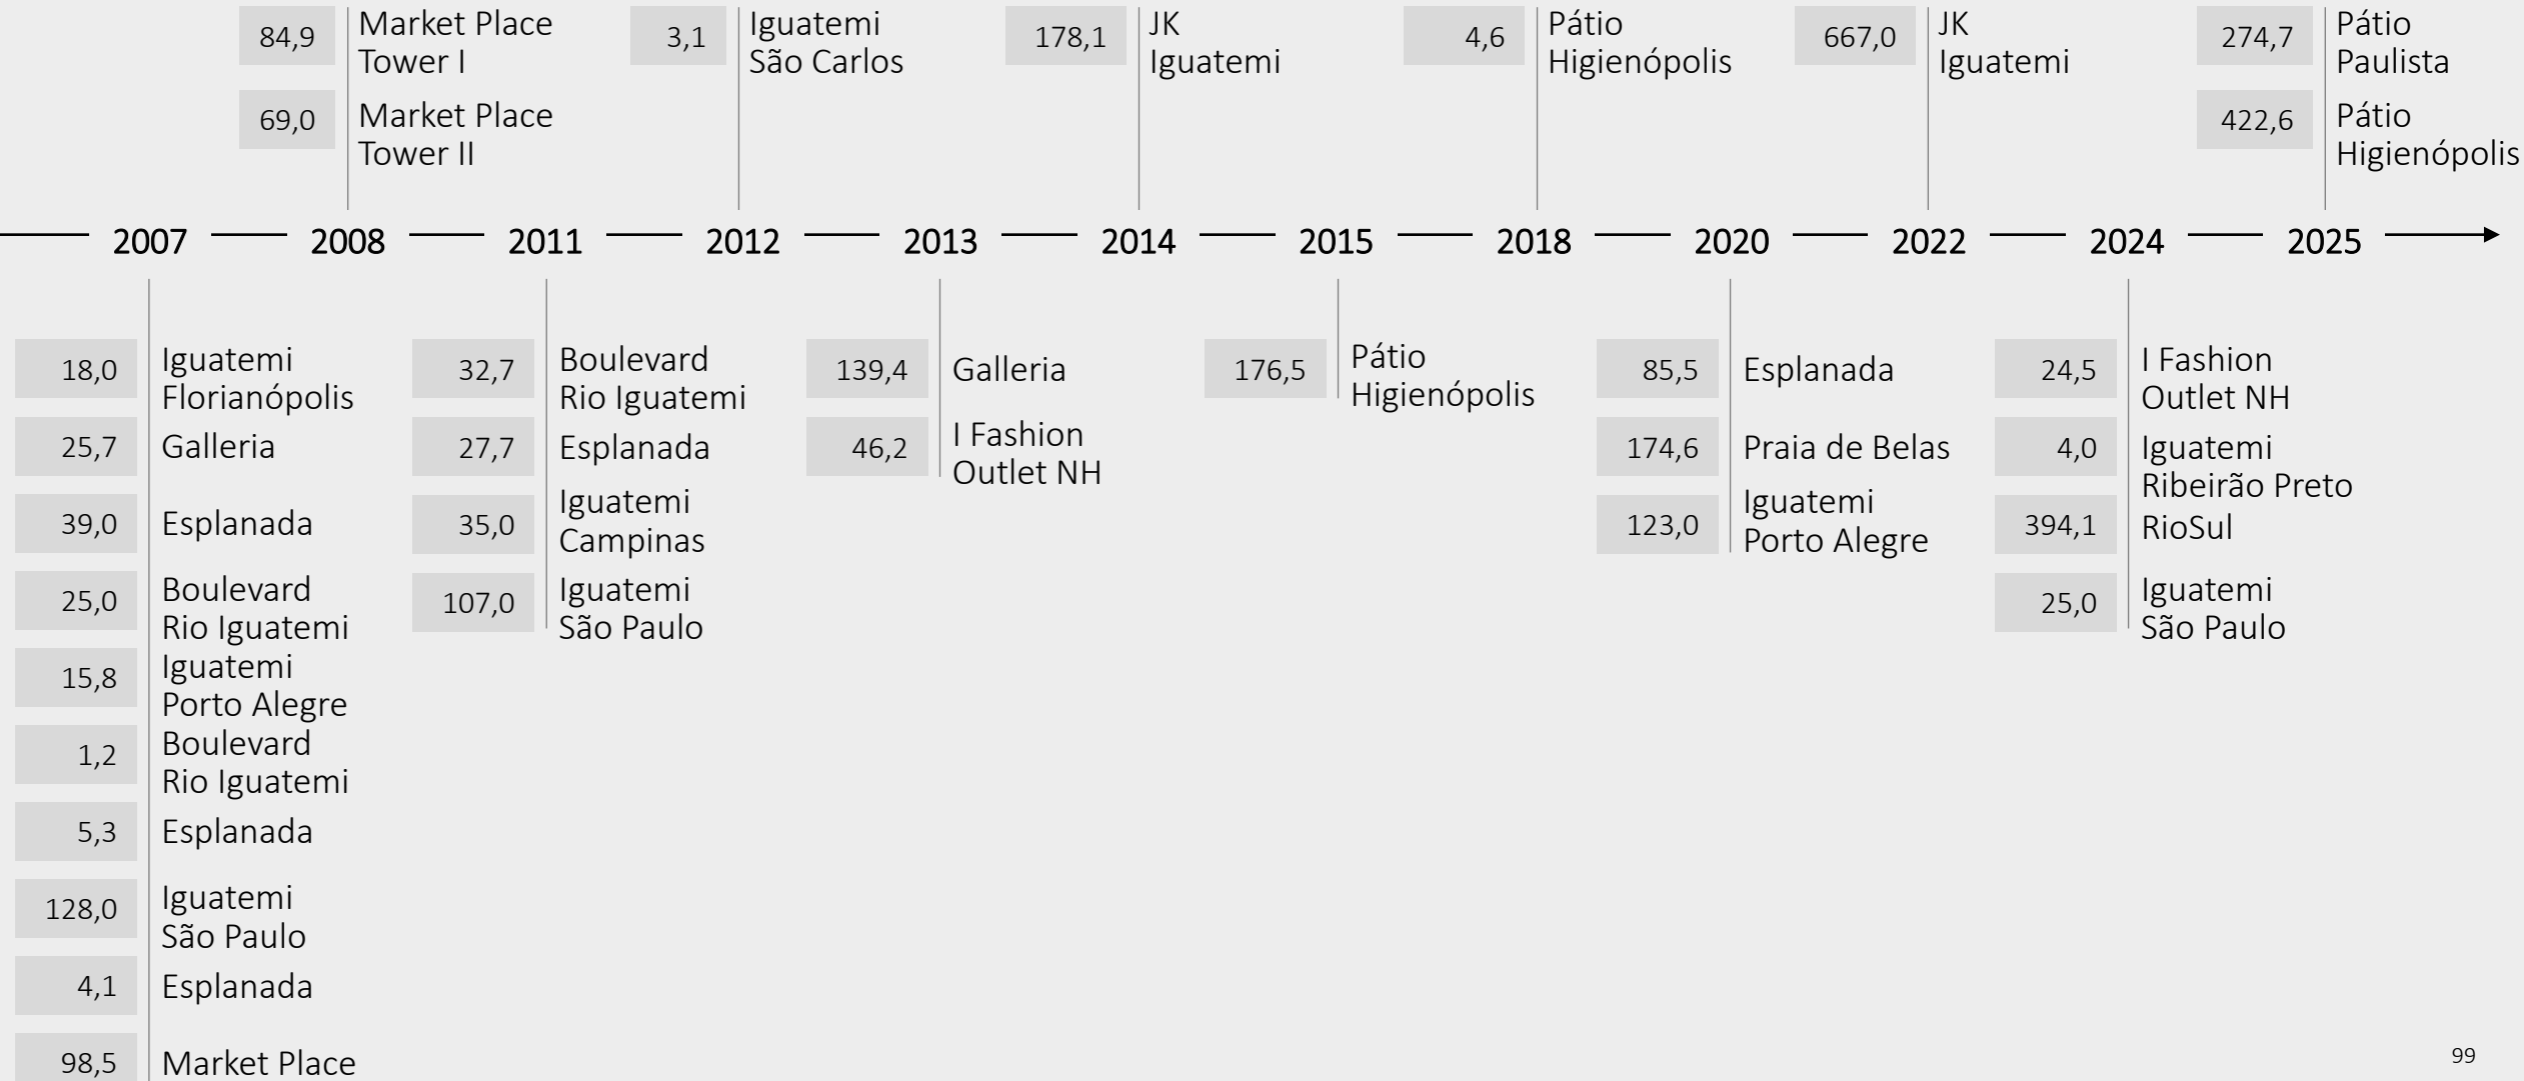 84,9
Market Place
Tower I
69,0
Market Place
Tower II
3,1
Iguatemi
São Carlos
178,1
JK
Iguatemi
4,6
Pátio
Higienópolis
667,0
JK
Iguatemi
274,7
Pátio
Paulista
422,6
Pátio
Higienópolis
2007 2008 2011 2012 2013 2014 2015 2018 2020 2022 2024 2025
18,0
Iguatemi
Florianópolis
25,7
Galleria
39,0
Esplanada
25,0
Boulevard
Rio Iguatemi
15,8
Iguatemi
Porto Alegre
1,2
Boulevard
Rio Iguatemi
5,3
Esplanada
128,0
Iguatemi
São Paulo
4,1
Esplanada
98,5
Market Place
32,7
Boulevard
Rio Iguatemi
27,7
Esplanada
35,0
Iguatemi
Campinas
107,0
Iguatemi
São Paulo
139,4
Galleria
46,2
I Fashion
Outlet NH
176,5
Pátio
Higienópolis
85,5
Esplanada
174,6
Praia de Belas
123,0
Iguatemi
Porto Alegre
24,5
I Fashion
Outlet NH
4,0
Iguatemi
Ribeirão Preto
394,1
RioSul
25,0
Iguatemi
São Paulo
99